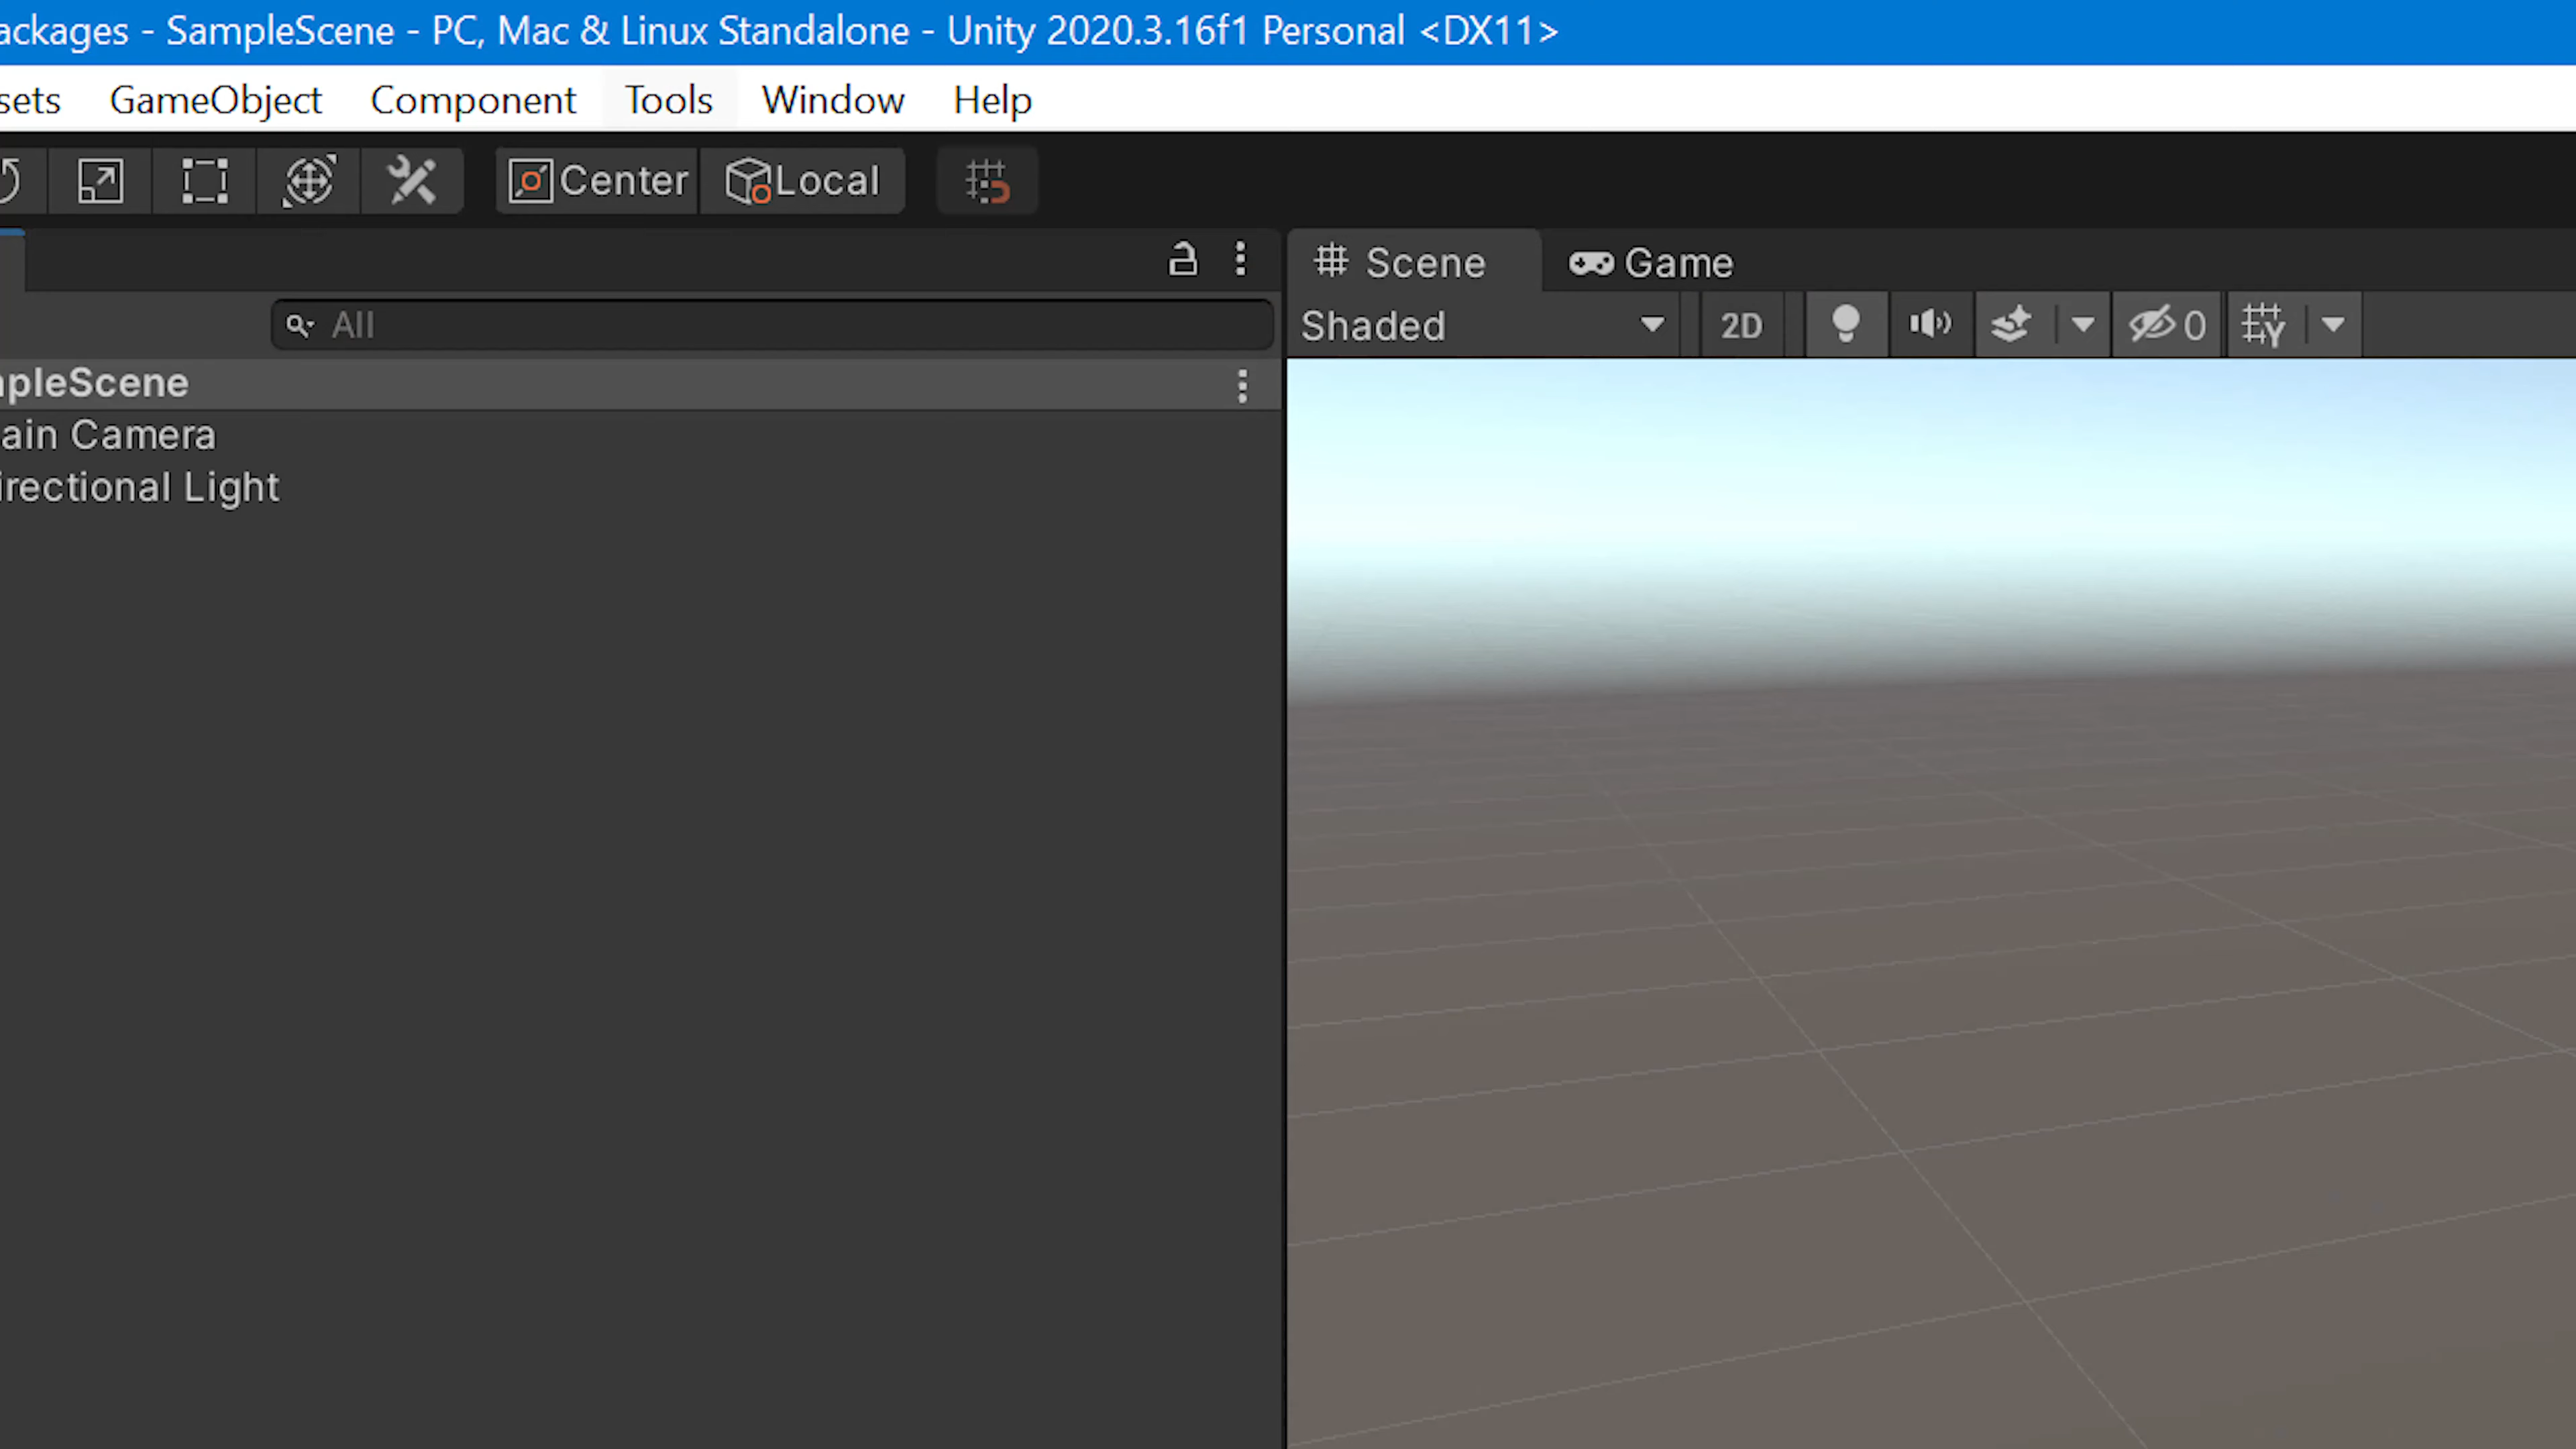 ackages - SampleScene - PC, Mac & Linux Standalone - Unity 2020.3.16f1 Personal <DX11>
sets GameObject Component Tools Window Help
Center Local
Scene Game
All
Shaded 2D 0
mpleScene
ain Camera
irectional Light